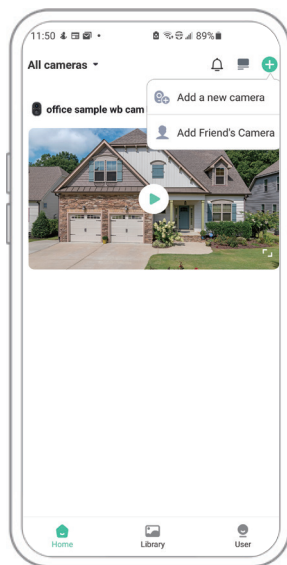 11:50
89%
All cameras
Add a new camera
office sample wb cam
Add Friend's Camera
Home
Library
User